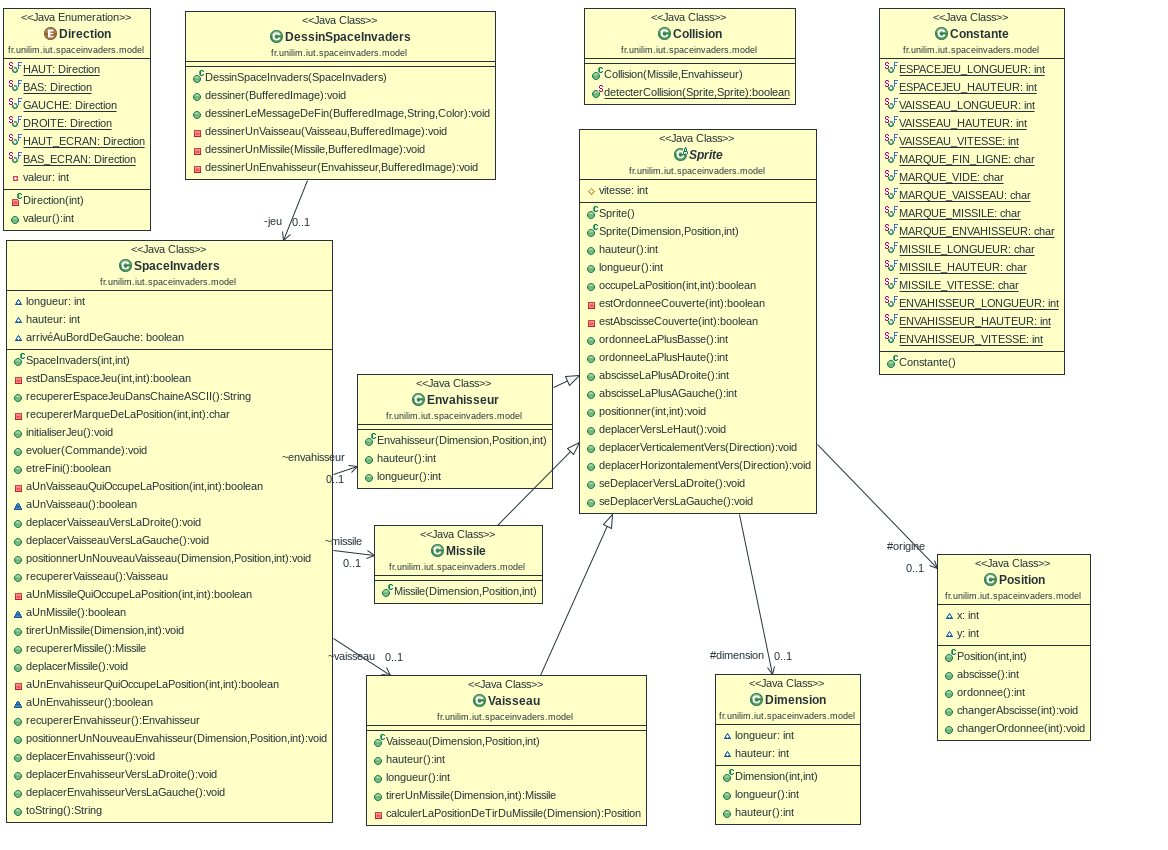 <<Java Enumeration>>
Direction
fr.unilim.iut.spaceinvaders.model
HAUT: Direction
BAS: Direction
GAUCHE: Direction
DROITE: Direction
HAUT_ECRAN: Direction
BAS_ECRAN: Direction
valeur: int
Direction(int)
valeur():int
<<Java Class>>
DessinSpaceInvaders
fr.unilim.iut.spaceinvaders.model
DessinSpaceInvaders(SpaceInvaders)
dessiner(BufferedImage):void
dessinerLeMessageDeFin(BufferedImage,String,Color):void
dessinerUnVaisseau(Vaisseau,BufferedImage):void
dessinerUnMissile(Missile,BufferedImage):void
dessinerUnEnvahisseur(Envahisseur,BufferedImage):void
-jeu
0..1
<<Java Class>>
Collision
fr.unilim.iut.spaceinvaders.model
Collision(Missile,Envahisseur)
detecterCollision(Sprite,Sprite):boolean
<<Java Class>>
Constante
fr.unilim.iut.spaceinvaders.model
ESPACEJEU_LONGUEUR: int
ESPACEJEU_HAUTEUR: int
VAISSEAU_LONGUEUR: int
VAISSEAU_HAUTEUR: int
VAISSEAU_VITESSE: int
MARQUE_FIN_LIGNE: char
MARQUE_VIDE: char
MARQUE_VAISSEAU: char
MARQUE_MISSILE: char
MARQUE_ENVAHISSEUR: char
MISSILE_LONGUEUR: char
MISSILE_HAUTEUR: char
MISSILE_VITESSE: char
ENVAHISSEUR_LONGUEUR: int
ENVAHISSEUR_HAUTEUR: int
ENVAHISSEUR_VITESSE: int
Constante()
<<Java Class>>
Sprite
fr.unilim.iut.spaceinvaders.model
vitesse: int
Sprite()
Sprite(Dimension,Position,int)
hauteur():int
longueur():int
occupeLaPosition(int,int):boolean
estOrdonneeCouverte(int):boolean
estAbscisseCouverte(int):boolean
ordonneeLaPlusBasse():int
ordonneeLaPlusHaute():int
abscisseLaPlusADroite():int
abscisseLaPlusAGauche():int
positionner(int,int):void
deplacerVersLeHaut():void
deplacerVerticalementVers(Direction):void
deplacerHorizontalementVers(Direction):void
seDeplacerVersLaDroite():void
seDeplacerVersLaGauche():void
<<Java Class>>
SpaceInvaders
fr.unilim.iut.spaceinvaders.model
longueur: int
hauteur: int
arrivéAuBordDeGauche: boolean
SpaceInvaders(int,int)
estDansEspaceJeu(int,int):boolean
recupererEspaceJeuDansChaineASCII():String
recupererMarqueDeLaPosition(int,int):char
initialiserJeu():void
evoluer(Commande):void
etreFini():boolean
aUnVaisseauQuiOccupeLaPosition(int,int):boolean
aUnVaisseau():boolean
deplacerVaisseauVersLaDroite():void
deplacerVaisseauVersLaGauche():void
positionnerUnNouveauVaisseau(Dimension,Position,int):void
recupererVaisseau():Vaisseau
aUnMissileQuiOccupeLaPosition(int,int):boolean
aUnMissile():boolean
tirerUnMissile(Dimension,int):void
recupererMissile():Missile
deplacerMissile():void
aUnEnvahisseurQuiOccupeLaPosition(int,int):boolean
aUnEnvahisseur():boolean
recupererEnvahisseur():Envahisseur
positionnerUnNouveauEnvahisseur(Dimension,Position,int):void
deplacerEnvahisseur():void
deplacerEnvahisseurVersLaDroite():void
deplacerEnvahisseurVersLaGauche():void
toString():String
~envahisseur
0..1
~missile
0..1
~vaisseau
0..1
<<Java Class>>
Envahisseur
fr.unilim.iut.spaceinvaders.model
Envahisseur(Dimension,Position,int)
hauteur():int
longueur():int
<<Java Class>>
Missile
fr.unilim.iut.spaceinvaders.model
Missile(Dimension,Position,int)
<<Java Class>>
Vaisseau
fr.unilim.iut.spaceinvaders.model
Vaisseau(Dimension,Position,int)
hauteur():int
longueur():int
tirerUnMissile(Dimension,int):Missile
calculerLaPositionDeTirDuMissile(Dimension):Position
#dimension
0..1
<<Java Class>>
Dimension
fr.unilim.iut.spaceinvaders.model
longueur: int
hauteur: int
Dimension(int,int)
longueur():int
hauteur():int
#origine
0..1
<<Java Class>>
Position
fr.unilim.iut.spaceinvaders.model
x: int
y: int
Position(int,int)
abscisse():int
ordonnee():int
changerAbscisse(int):void
changerOrdonnee(int):void